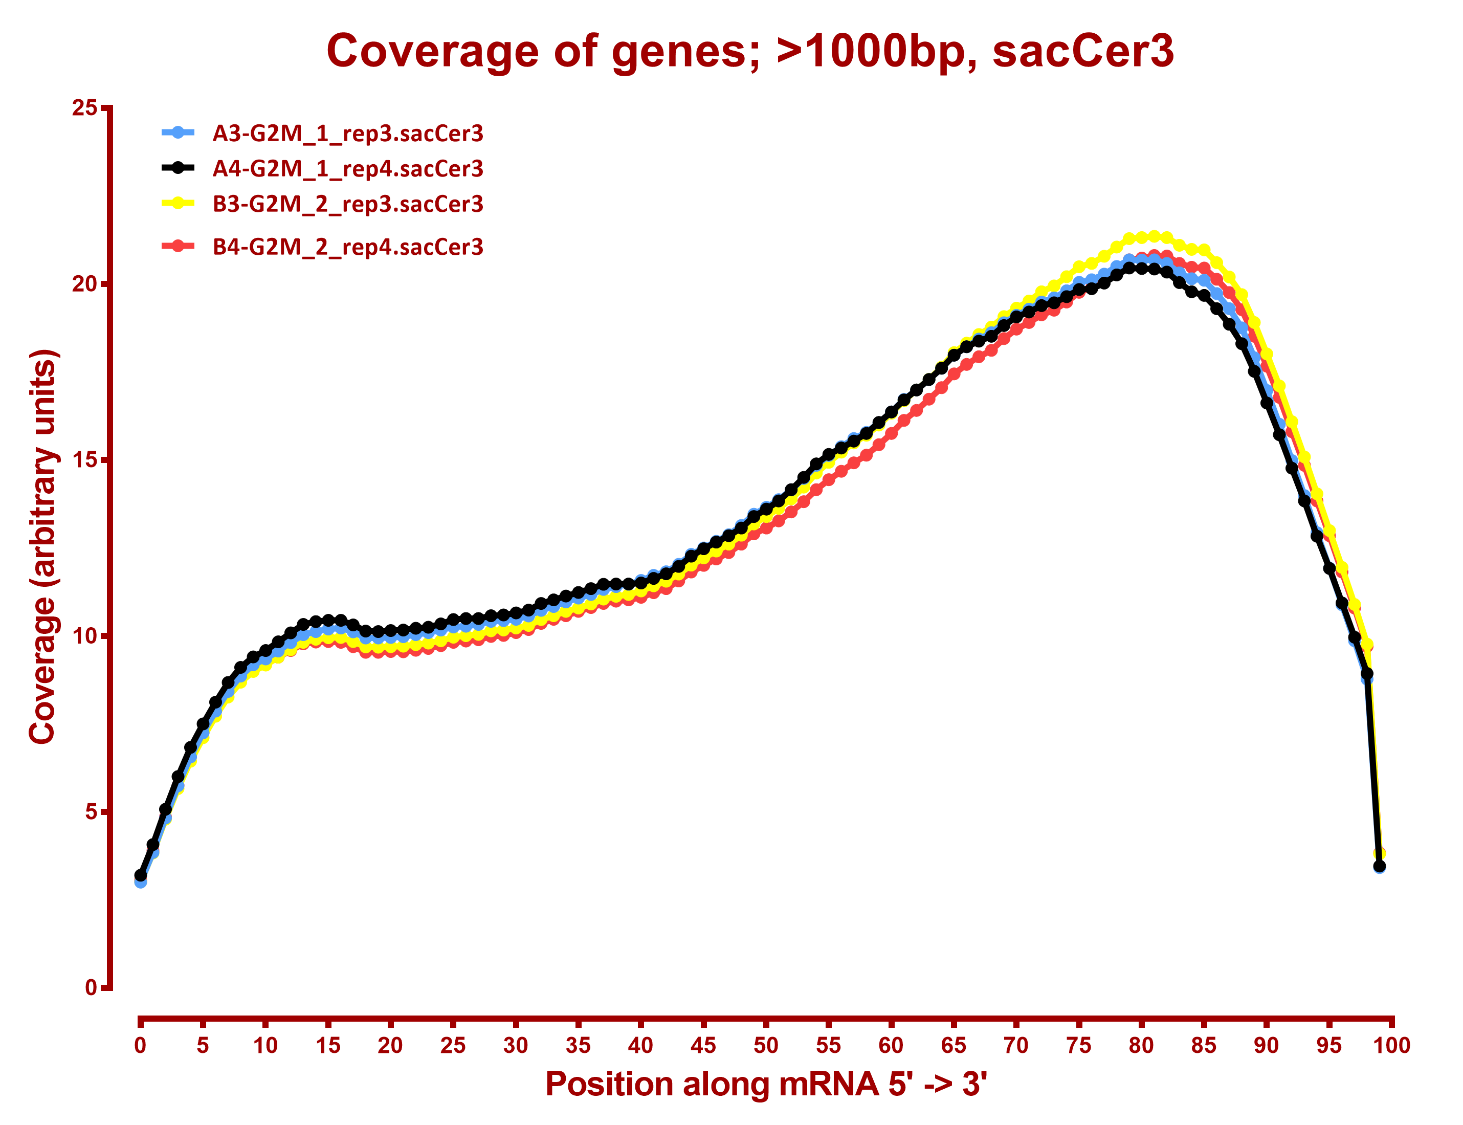 Coverage of genes; >1000bp, sacCer3
25
A3-G2M_1_rep3.sacCer3
A4-G2M_1_rep4.sacCer3
B3-G2M_2_rep3.sacCer3
B4-G2M_2_rep4.sacCer3
20
15
10
5
0
Coverage (arbitrary units)
0 5 10 15 20 25 30 35 40 45 50 55 60 65 70 75 80 85 90 95 100
Position along mRNA 5' -> 3'